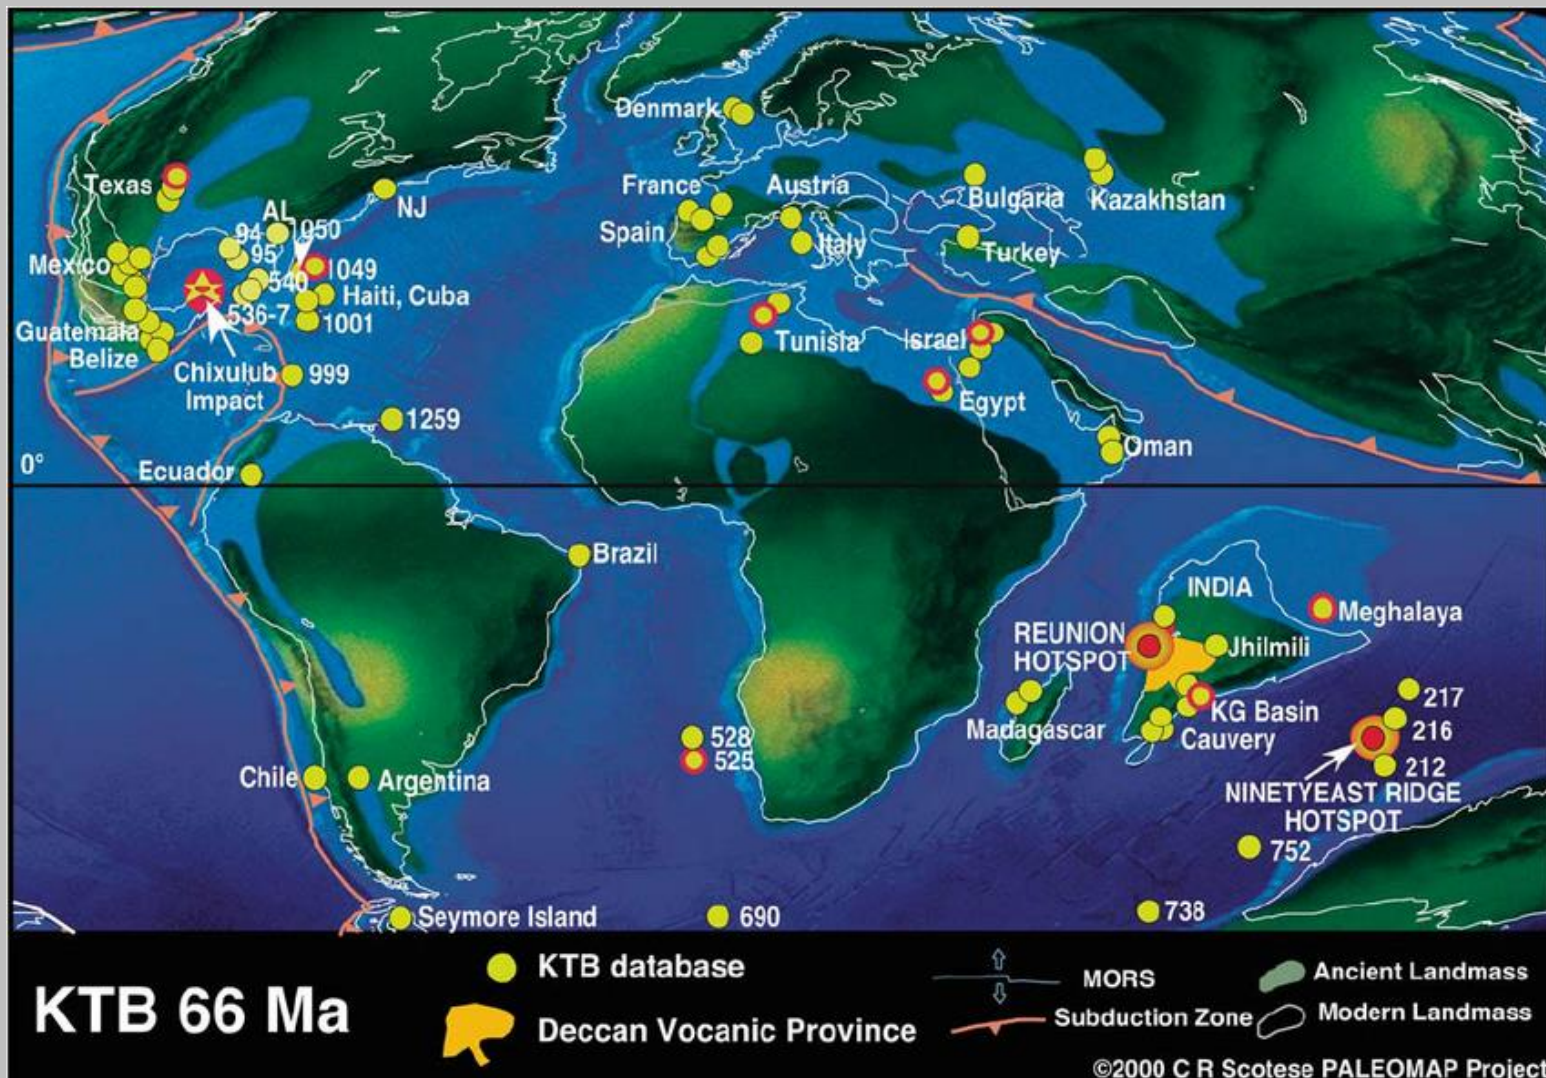 Denmark
Texas
AL
NJ
France
Austria
Bulgaria
Kazakhstan
94
1050
Spain
Italy
Turkey
95
Mexico
1049
540
Haiti, Cuba
536-7
1001
Guatemala
Belize
Tunisia
Israel
Chixulub
Impact
999
Egypt
1259
Oman
0°
Ecuador
Brazil
INDIA
Meghalaya
REUNION
HOTSPOT
Jhilmili
217
KG Basin
Cauvery
216
Madagascar
528
525
212
Chile
Argentina
NINETYEAST RIDGE
HOTSPOT
752
Seymore Island
690
738
KTB 66 Ma
KTB database
Deccan Vocanic Province
MORS
Subduction Zone
Ancient Landmass
Modern Landmass
©2000 C R Scotese PALEOMAP Project